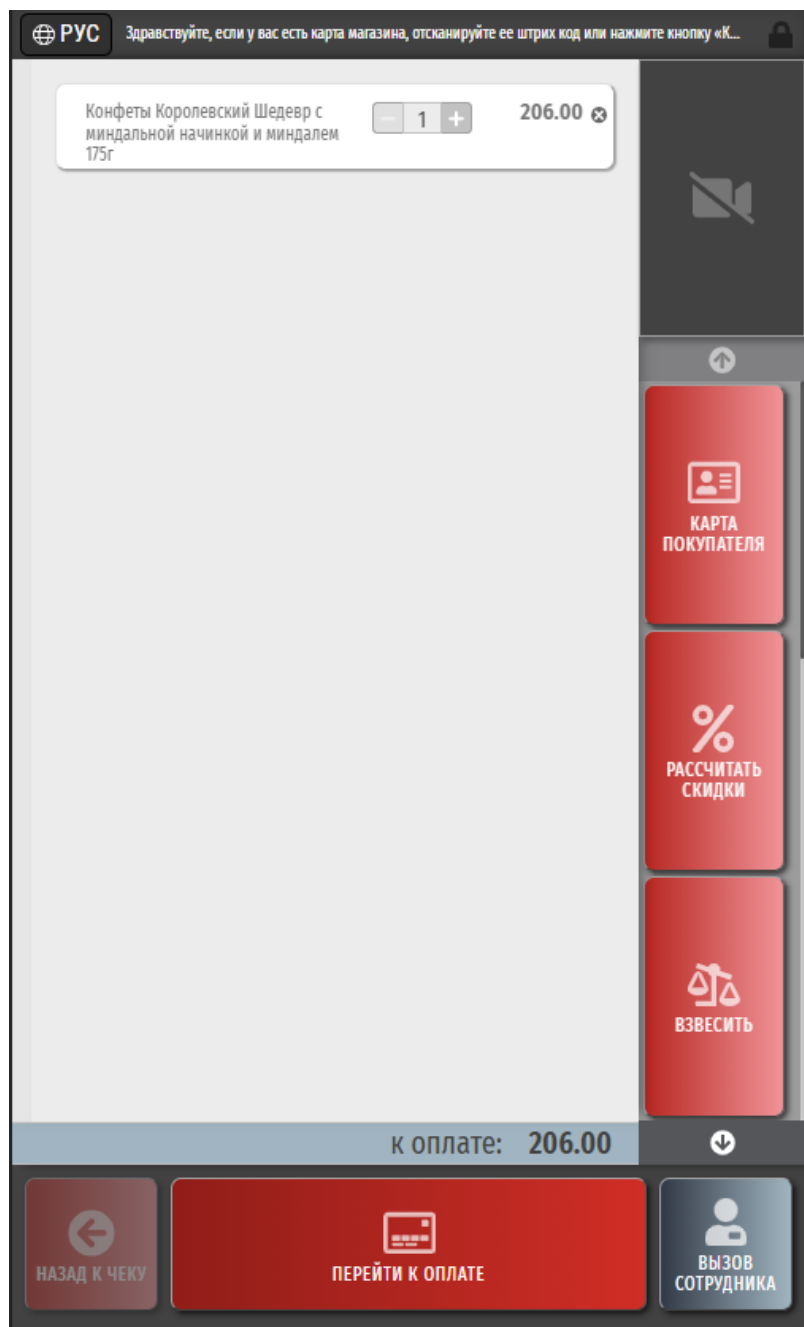 РУС
Здравствуйте, если у вас есть карта магазина, отсканируйте ее штрих код или нажмите кнопку «К...
Конфеты Королевский Шедевр с
миндальной начинкой и миндалем
175г
1
206.00
КАРТА
ПОКУПАТЕЛЯ
РАССЧИТАТЬ
СКИДКИ
ВЗВЕСИТЬ
к оплате: 206.00
НАЗАД К ЧЕКУ
ПЕРЕЙТИ К ОПЛАТЕ
ВЫЗОВ
СОТРУДНИКА